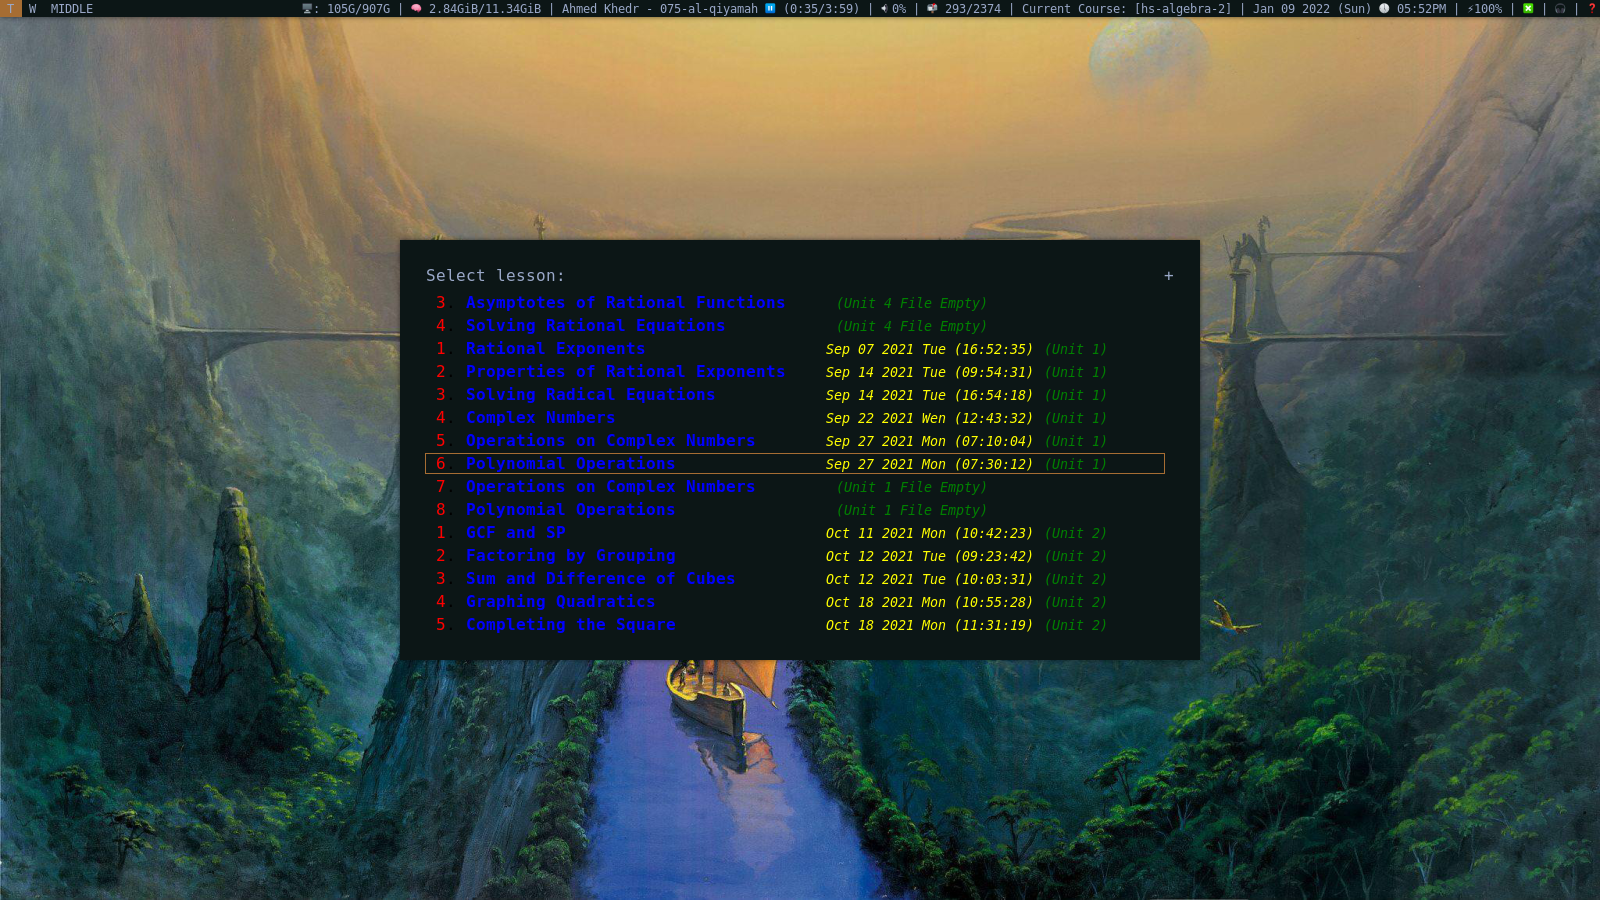 T W MIDDLE 🖥: 105G/907G | 🧠 2.84GiB/11.34GiB | Ahmed Khedr - 075-al-qiyamah ⏸ (0:35/3:59) | 🔈0% | 📬 293/2374 | Current Course: [hs-algebra-2] | Jan 09 2022 (Sun) 🕔 05:52PM | ⚡100% | ❎ | 🎧 | ❓
Select lesson: +
3. Asymptotes of Rational Functions (Unit 4 File Empty)
4. Solving Rational Equations (Unit 4 File Empty)
1. Rational Exponents Sep 07 2021 Tue (16:52:35) (Unit 1)
2. Properties of Rational Exponents Sep 14 2021 Tue (09:54:31) (Unit 1)
3. Solving Radical Equations Sep 14 2021 Tue (16:54:18) (Unit 1)
4. Complex Numbers Sep 22 2021 Wen (12:43:32) (Unit 1)
5. Operations on Complex Numbers Sep 27 2021 Mon (07:10:04) (Unit 1)
6. Polynomial Operations Sep 27 2021 Mon (07:30:12) (Unit 1)
7. Operations on Complex Numbers (Unit 1 File Empty)
8. Polynomial Operations (Unit 1 File Empty)
1. GCF and SP Oct 11 2021 Mon (10:42:23) (Unit 2)
2. Factoring by Grouping Oct 12 2021 Tue (09:23:42) (Unit 2)
3. Sum and Difference of Cubes Oct 12 2021 Tue (10:03:31) (Unit 2)
4. Graphing Quadratics Oct 18 2021 Mon (10:55:28) (Unit 2)
5. Completing the Square Oct 18 2021 Mon (11:31:19) (Unit 2)